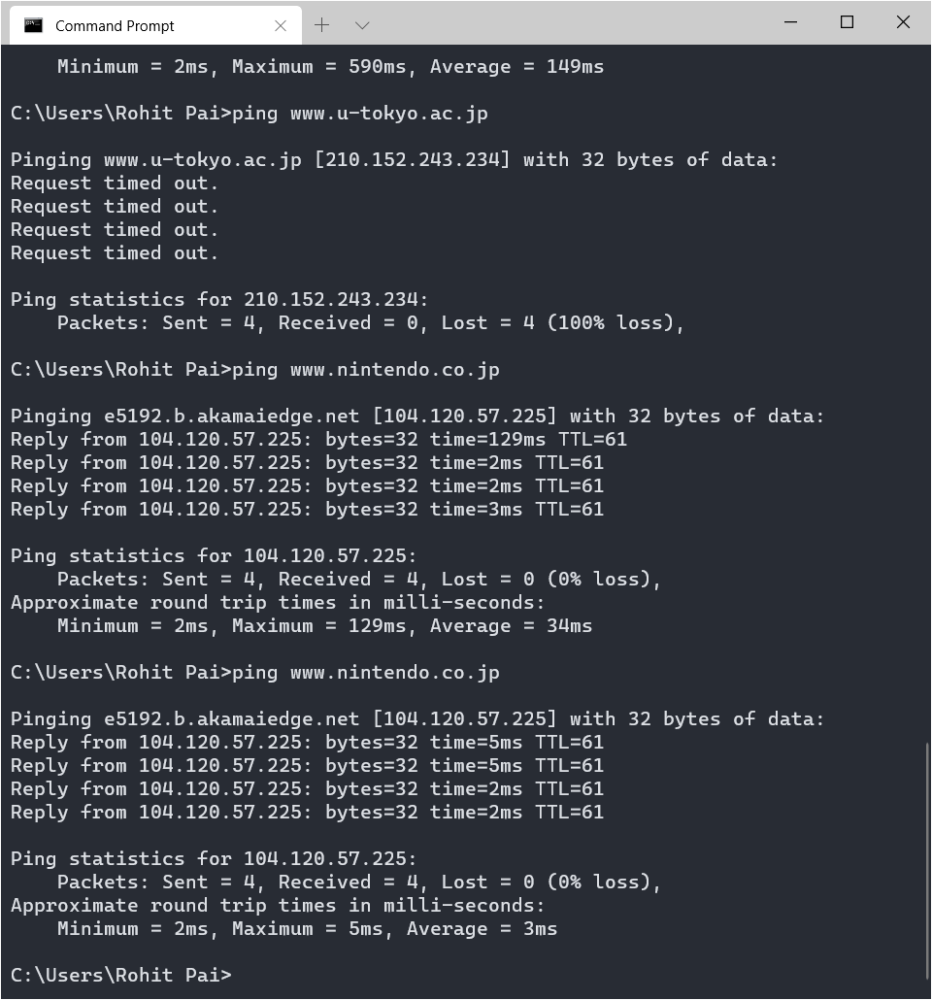 Command Prompt
Minimum = 2ms, Maximum = 590ms, Average = 149ms
C:\Users\Rohit Pai>ping www.u-tokyo.ac.jp
Pinging www.u-tokyo.ac.jp [210.152.243.234] with 32 bytes of data:
Request timed out.
Request timed out.
Request timed out.
Request timed out.
Ping statistics for 210.152.243.234:
Packets: Sent = 4, Received = 0, Lost = 4 (100% loss),
C:\Users\Rohit Pai>ping www.nintendo.co.jp
Pinging e5192.b.akamaiedge.net [104.120.57.225] with 32 bytes of data:
Reply from 104.120.57.225: bytes=32 time=129ms TTL=61
Reply from 104.120.57.225: bytes=32 time=2ms TTL=61
Reply from 104.120.57.225: bytes=32 time=2ms TTL=61
Reply from 104.120.57.225: bytes=32 time=3ms TTL=61
Ping statistics for 104.120.57.225:
Packets: Sent = 4, Received = 4, Lost = 0 (0% loss),
Approximate round trip times in milli-seconds:
Minimum = 2ms, Maximum = 129ms, Average = 34ms
C:\Users\Rohit Pai>ping www.nintendo.co.jp
Pinging e5192.b.akamaiedge.net [104.120.57.225] with 32 bytes of data:
Reply from 104.120.57.225: bytes=32 time=5ms TTL=61
Reply from 104.120.57.225: bytes=32 time=5ms TTL=61
Reply from 104.120.57.225: bytes=32 time=2ms TTL=61
Reply from 104.120.57.225: bytes=32 time=2ms TTL=61
Ping statistics for 104.120.57.225:
Packets: Sent = 4, Received = 4, Lost = 0 (0% loss),
Approximate round trip times in milli-seconds:
Minimum = 2ms, Maximum = 5ms, Average = 3ms
C:\Users\Rohit Pai>